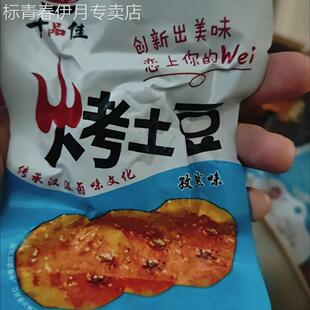 标青春伊月专卖店
千品佳
创新出美味
恋上你的Wei
烤土豆
传承汉派卤味文化
孜然味